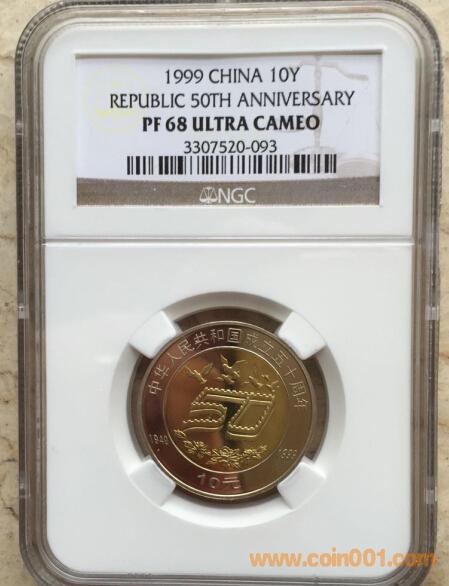 1999 CHINA 10Y
REPUBLIC 50TH ANNIVERSARY
PF 68 ULTRA CAMEO
3307520-093
NGC
中华人民共和国成立五十周年
1949
50
1999
10元
www.coin001.com